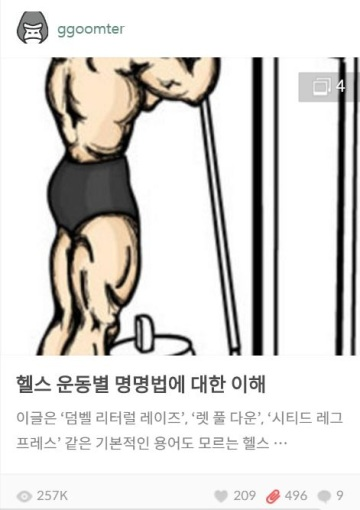 ggoomter
4
헬스 운동별 명명법에 대한 이해
이글은 ‘덤벨 리터럴 레이즈’, ‘렛 풀 다운’, ‘시티드 레그
프레스’ 같은 기본적인 용어도 모르는 헬스 ···
257K 209 496 9